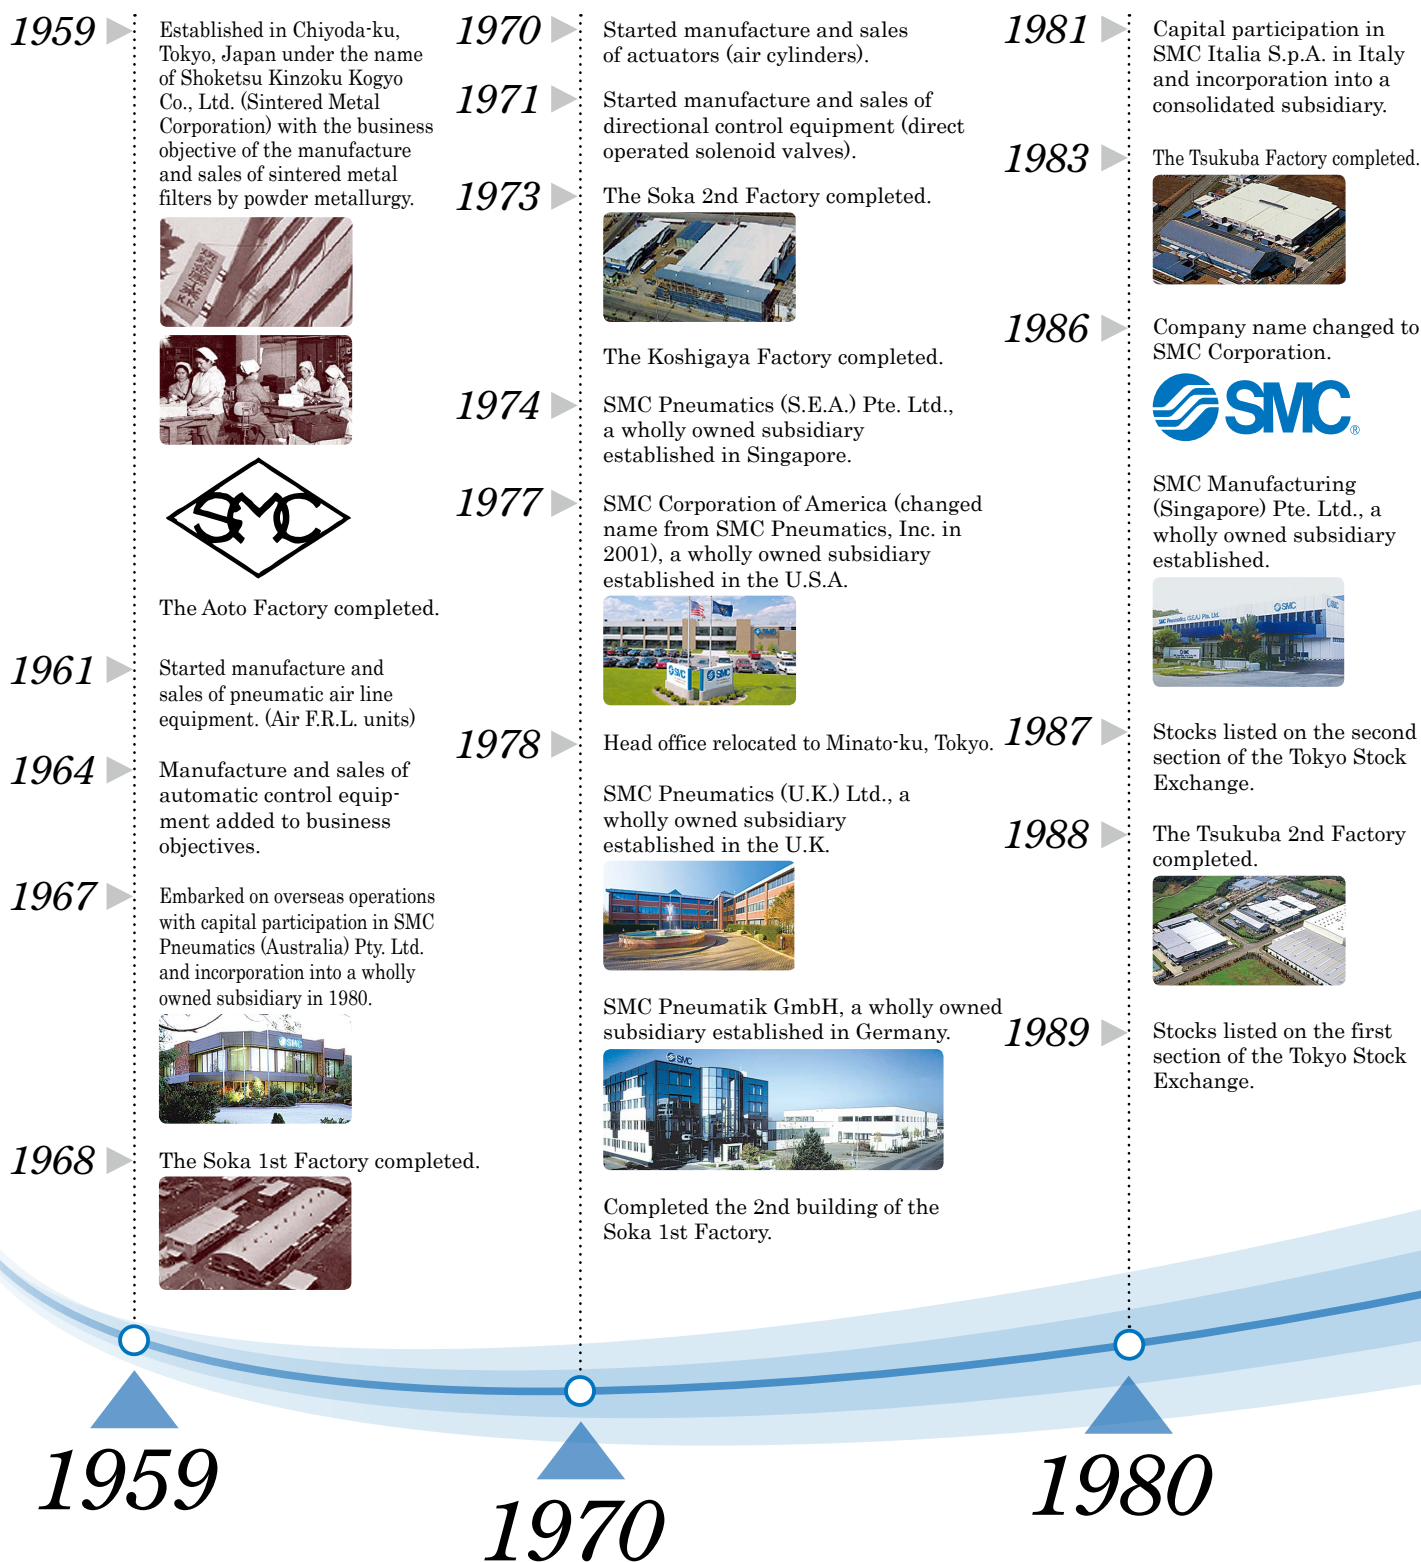 1959
Established in Chiyoda-ku,
Tokyo, Japan under the name
of Shoketsu Kinzoku Kogyo
Co., Ltd. (Sintered Metal
Corporation) with the business
objective of the manufacture
and sales of sintered metal
filters by powder metallurgy.
SMC
The Aoto Factory completed.
1961
Started manufacture and
sales of pneumatic air line
equipment. (Air F.R.L. units)
1964
Manufacture and sales of
automatic control equip-
ment added to business
objectives.
1967
Embarked on overseas operations
with capital participation in SMC
Pneumatics (Australia) Pty. Ltd.
and incorporation into a wholly
owned subsidiary in 1980.
SMC
1968
The Soka 1st Factory completed.
1970
Started manufacture and sales
of actuators (air cylinders).
1971
Started manufacture and sales of
directional control equipment (direct
operated solenoid valves).
1973
The Soka 2nd Factory completed.
The Koshigaya Factory completed.
1974
SMC Pneumatics (S.E.A.) Pte. Ltd.,
a wholly owned subsidiary
established in Singapore.
1977
SMC Corporation of America (changed
name from SMC Pneumatics, Inc. in
2001), a wholly owned subsidiary
established in the U.S.A.
SMC
SMC
SMC
1978
Head office relocated to Minato-ku, Tokyo.
SMC Pneumatics (U.K.) Ltd., a
wholly owned subsidiary
established in the U.K.
SMC Pneumatik GmbH, a wholly owned
subsidiary established in Germany.
SMC
Completed the 2nd building of the
Soka 1st Factory.
1981
Capital participation in
SMC Italia S.p.A. in Italy
and incorporation into a
consolidated subsidiary.
1983
The Tsukuba Factory completed.
1986
Company name changed to
SMC Corporation.
SMC®
SMC Manufacturing
(Singapore) Pte. Ltd., a
wholly owned subsidiary
established.
SMC Pneumatics (S.E.A.) Pte. Ltd.
SMC
SMC
1987
Stocks listed on the second
section of the Tokyo Stock
Exchange.
1988
The Tsukuba 2nd Factory
completed.
1989
Stocks listed on the first
section of the Tokyo Stock
Exchange.
1959
1970
1980